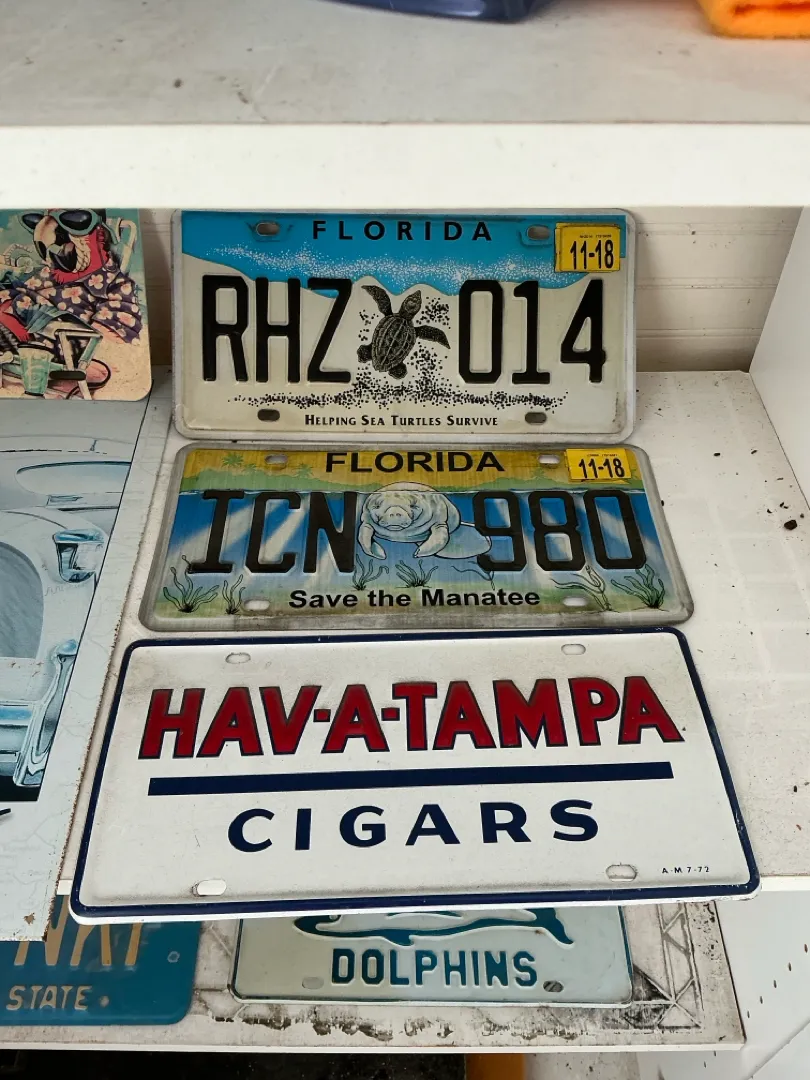 FLORIDA
11-18
RHZ 014
HELPING SEA TURTLES SURVIVE
FLORIDA
11-18
ICN 980
Save the Manatee
HAV-A-TAMPA
CIGARS
A-M 7-72
DOLPHINS
STATE